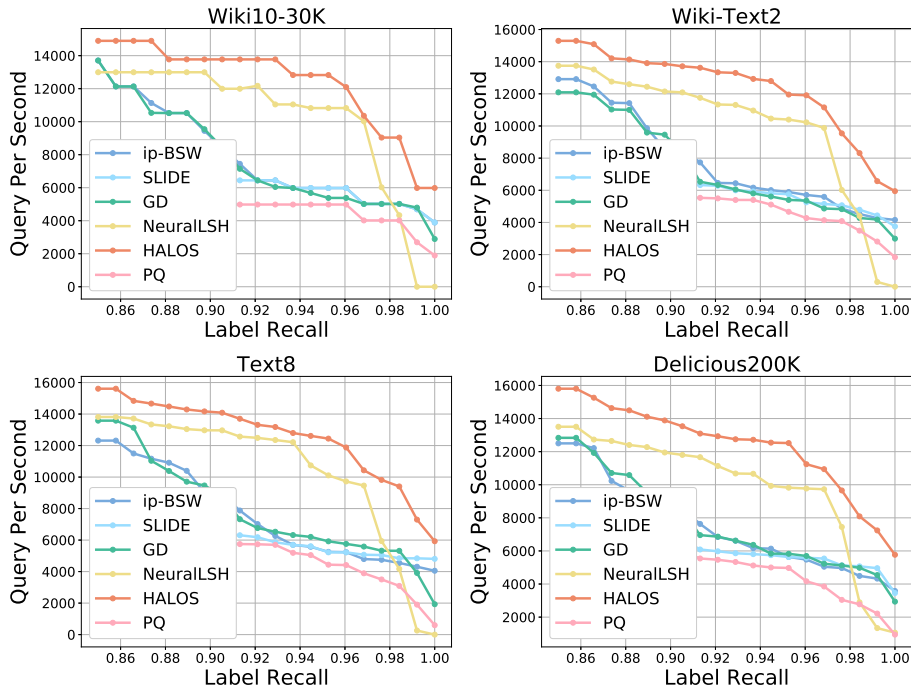 Wiki10-30K
Query Per Second
14000
12000
10000
8000
6000
4000
2000
0
ip-BSW
SLIDE
GD
NeuralLSH
HALOS
PQ
0.86 0.88 0.90 0.92 0.94 0.96 0.98 1.00
Label Recall
Wiki-Text2
Query Per Second
16000
14000
12000
10000
8000
6000
4000
2000
0
ip-BSW
SLIDE
GD
NeuralLSH
HALOS
PQ
0.86 0.88 0.90 0.92 0.94 0.96 0.98 1.00
Label Recall
Text8
Query Per Second
16000
14000
12000
10000
8000
6000
4000
2000
0
ip-BSW
SLIDE
GD
NeuralLSH
HALOS
PQ
0.86 0.88 0.90 0.92 0.94 0.96 0.98 1.00
Label Recall
Delicious200K
Query Per Second
16000
14000
12000
10000
8000
6000
4000
2000
ip-BSW
SLIDE
GD
NeuralLSH
HALOS
PQ
0.86 0.88 0.90 0.92 0.94 0.96 0.98 1.00
Label Recall